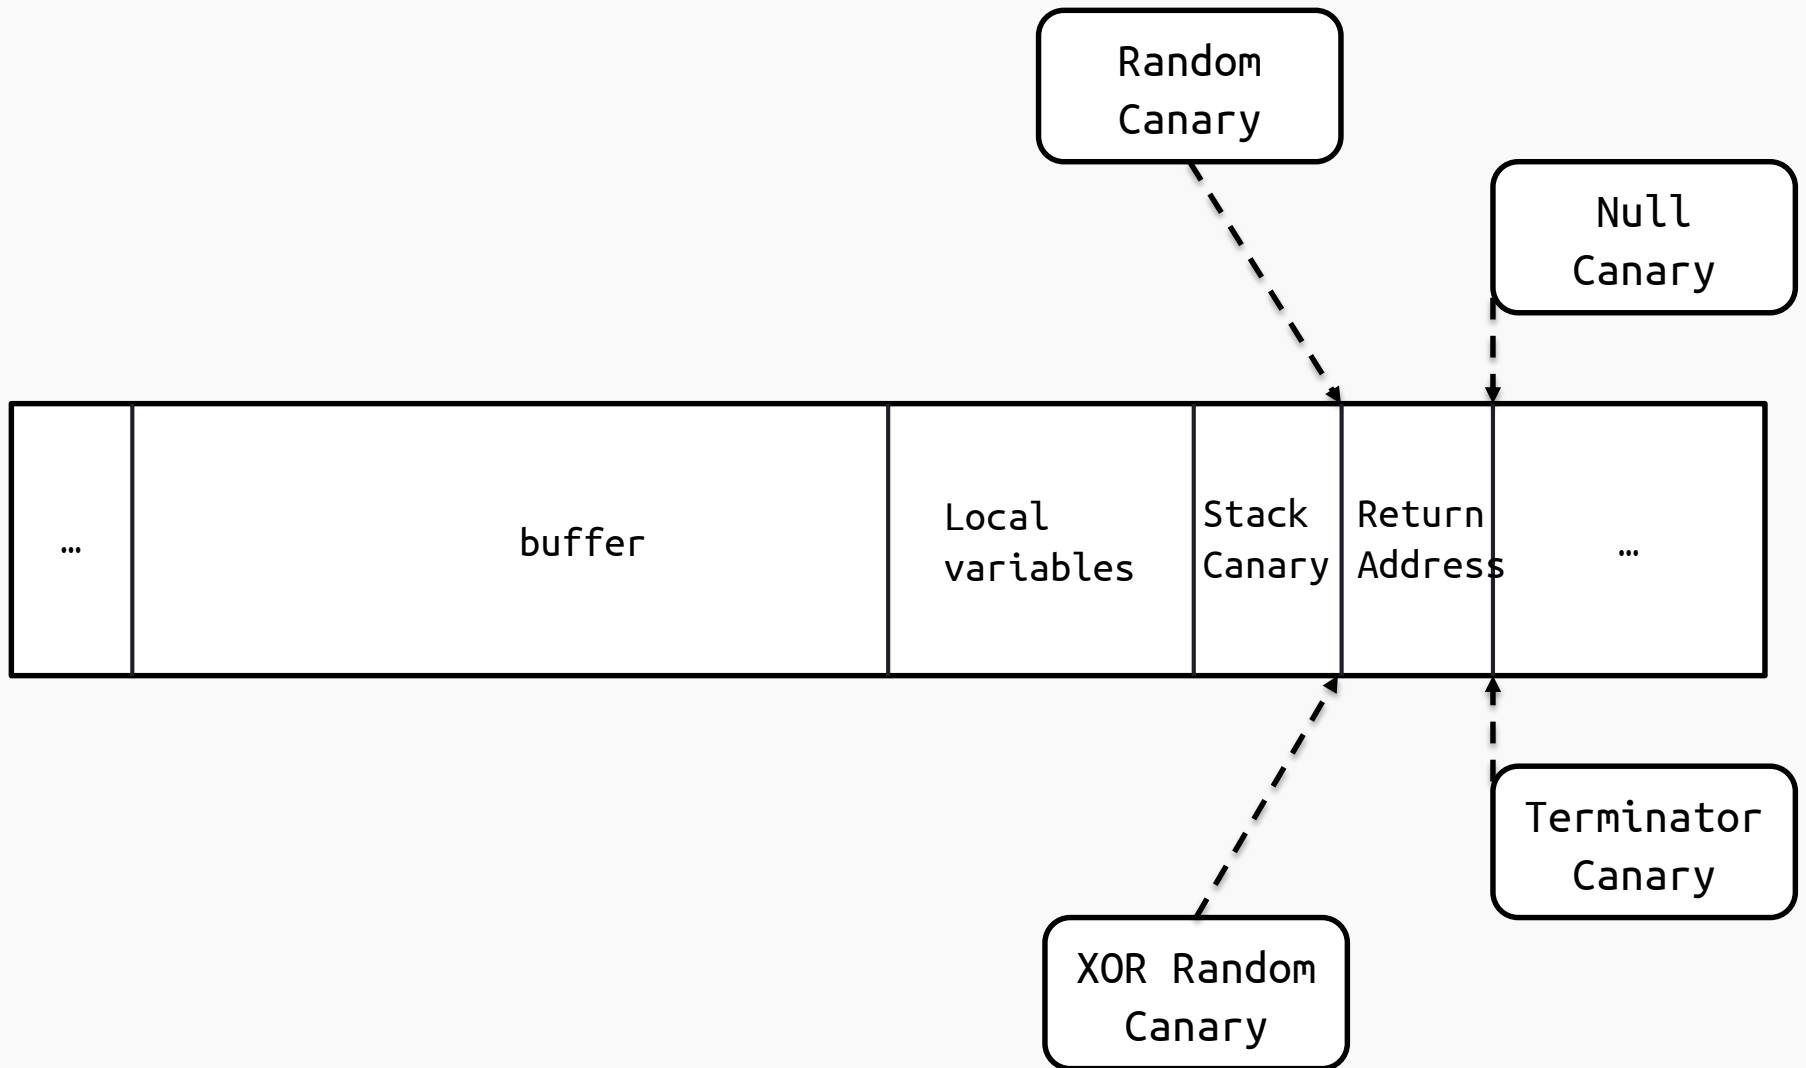 Random
Canary
Null
Canary
…
buffer
Local
variables
Stack
Canary
Return
Address
…
Terminator
Canary
XOR Random
Canary